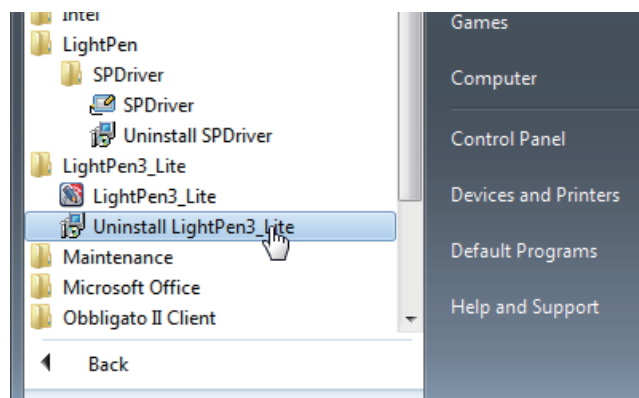 Intel
LightPen
SPDriver
SPDriver
Uninstall SPDriver
LightPen3_Lite
LightPen3_Lite
Uninstall LightPen3_Lite
Maintenance
Microsoft Office
Obbligato II Client
Back
Games
Computer
Control Panel
Devices and Printers
Default Programs
Help and Support